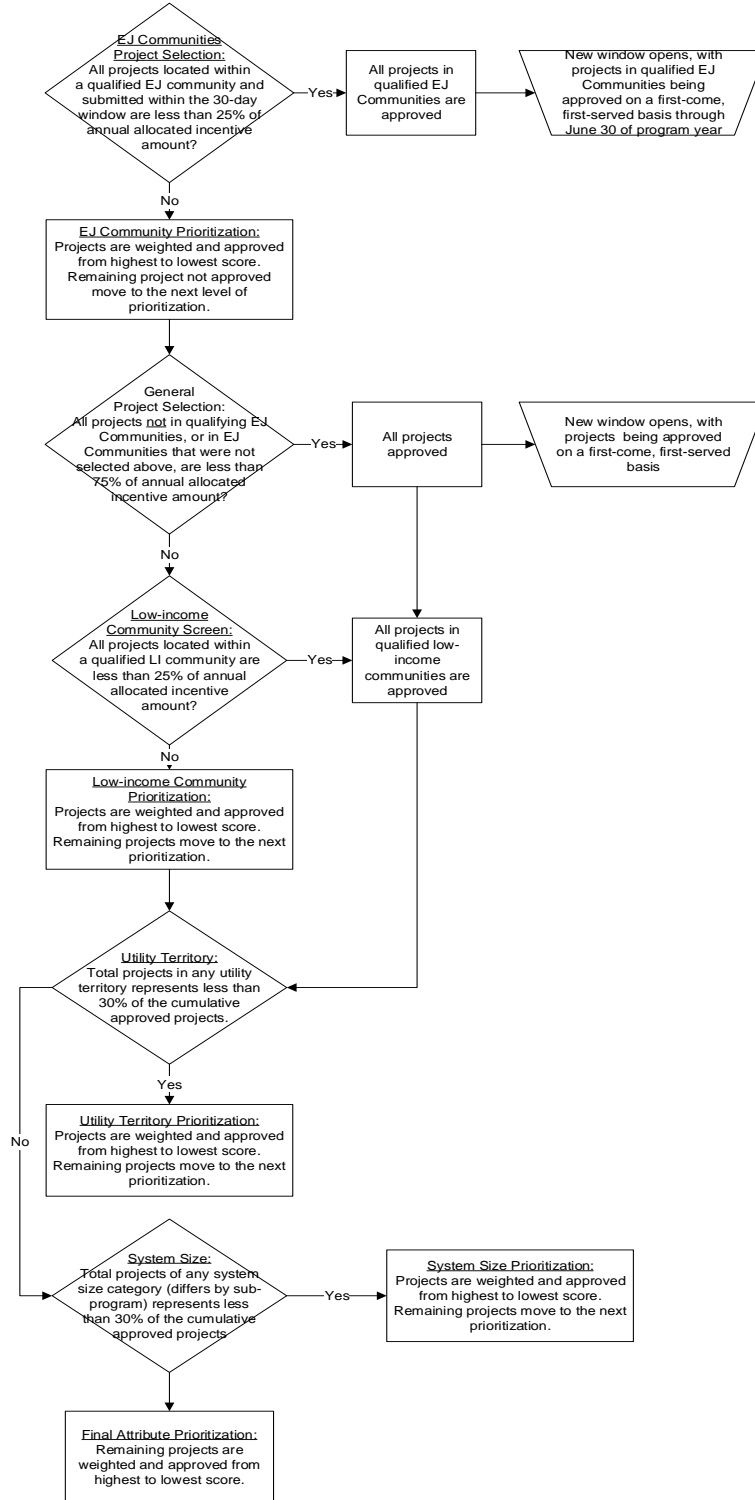 EJ Communities
Project Selection:
All projects located within
a qualified EJ community and
submitted within the 30-day
window are less than 25% of
annual allocated incentive
amount?
Yes
All projects in
qualified EJ
Communities are
approved
New window opens, with
projects in qualified EJ
Communities being
approved on a first-come,
first-served basis through
June 30 of program year
No
EJ Community Prioritization:
Projects are weighted and approved
from highest to lowest score.
Remaining project not approved
move to the next level of
prioritization.
General
Project Selection:
All projects not in qualifying EJ
Communities, or in EJ
Communities that were not
selected above, are less than
75% of annual allocated
incentive amount?
Yes
All projects
approved
New window opens, with
projects being approved
on a first-come, first-served
basis
No
Low-income
Community Screen:
All projects located within
a qualified LI community are
less than 25% of annual
allocated incentive
amount?
Yes
All projects in
qualified low-
income
communities are
approved
No
Low-income Community
Prioritization:
Projects are weighted and approved
from highest to lowest score.
Remaining projects move to the next
prioritization.
Utility Territory:
Total projects in any utility
territory represents less than
30% of the cumulative
approved projects.
Yes
No
Utility Territory Prioritization:
Projects are weighted and approved
from highest to lowest score.
Remaining projects move to the next
prioritization.
System Size:
Total projects of any system
size category (differs by sub-
program) represents less
than 30% of the cumulative
approved projects
Yes
System Size Prioritization:
Projects are weighted and approved
from highest to lowest score.
Remaining projects move to the next
prioritization.
Final Attribute Prioritization:
Remaining projects are
weighted and approved from
highest to lowest score.